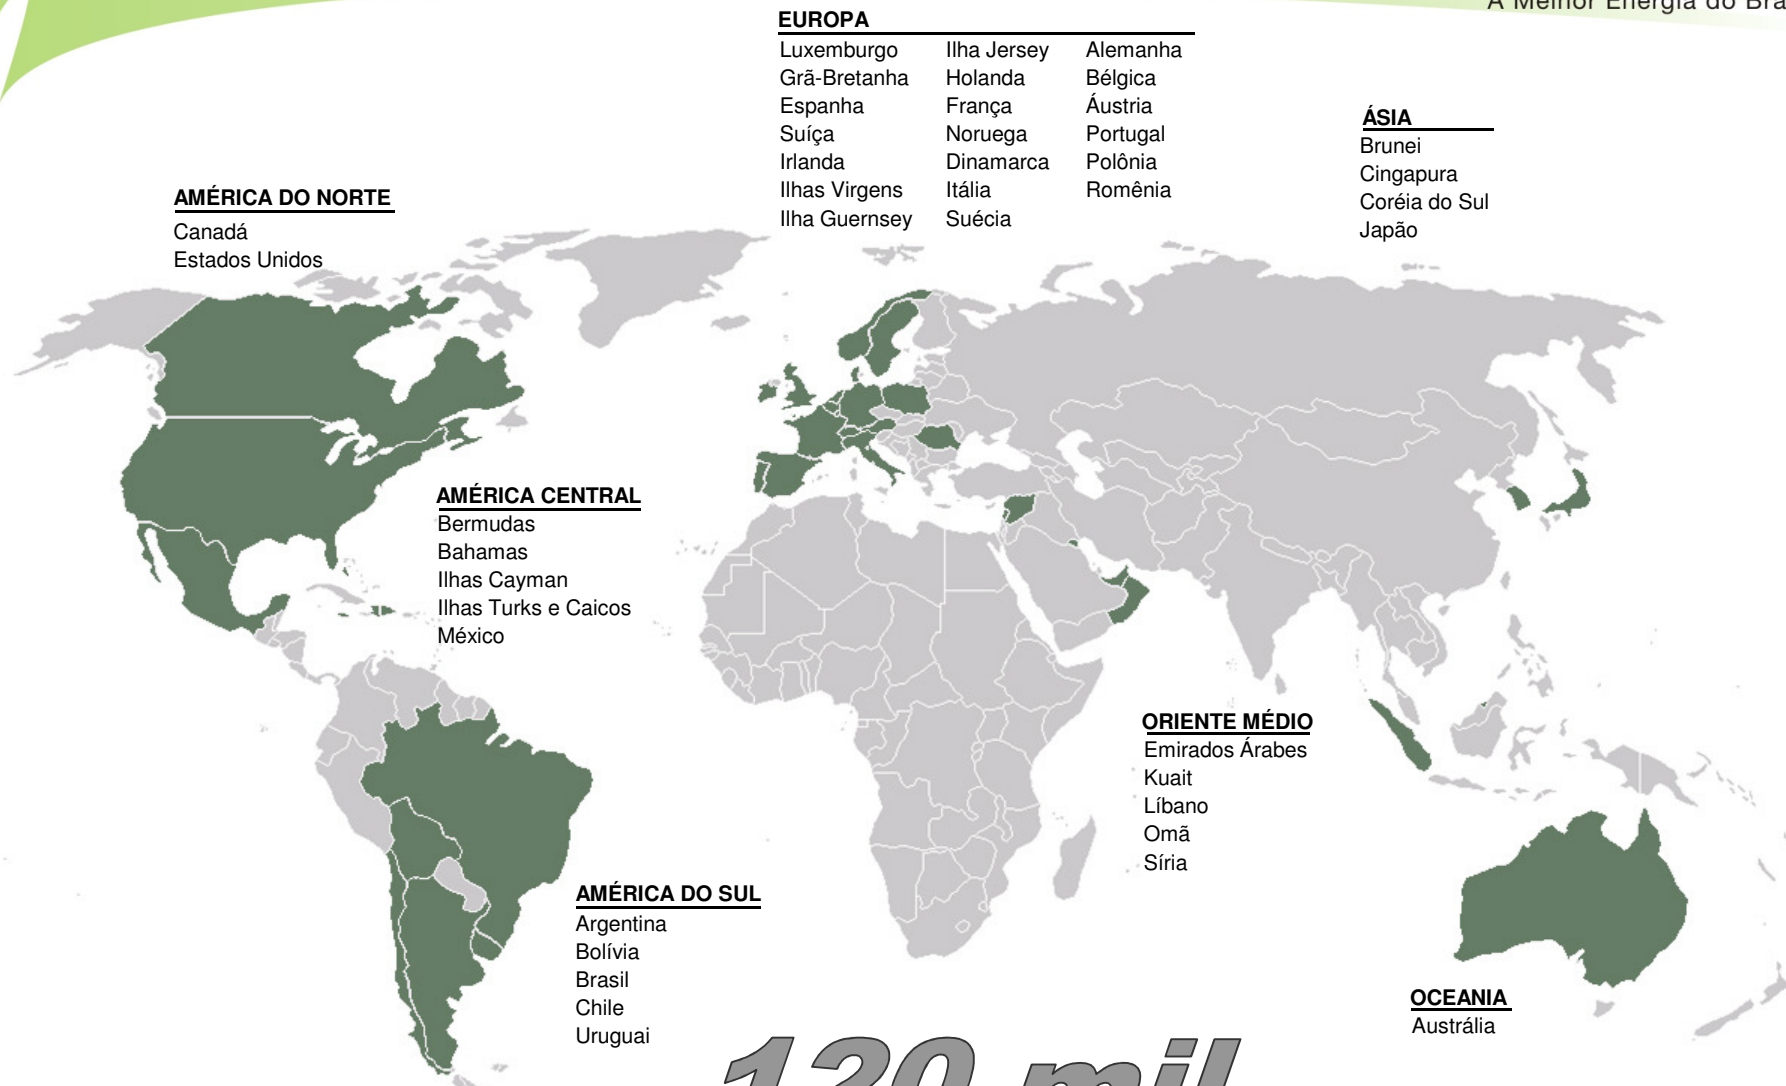 A Melhor Energia do Bra
EUROPA
Luxemburgo Ilha Jersey Alemanha
Grã-Bretanha Holanda Bélgica
Espanha França Áustria
Suíça Noruega Portugal
Irlanda Dinamarca Polônia
Ilhas Virgens Itália Romênia
Ilha Guernsey Suécia
ÁSIA
Brunei
Cingapura
Coréia do Sul
Japão
AMÉRICA DO NORTE
Canadá
Estados Unidos
AMÉRICA CENTRAL
Bermudas
Bahamas
Ilhas Cayman
Ilhas Turks e Caicos
México
ORIENTE MÉDIO
Emirados Árabes
Kuait
Líbano
Omã
Síria
AMÉRICA DO SUL
Argentina
Bolívia
Brasil
Chile
Uruguai
OCEANIA
Austrália
120 mil